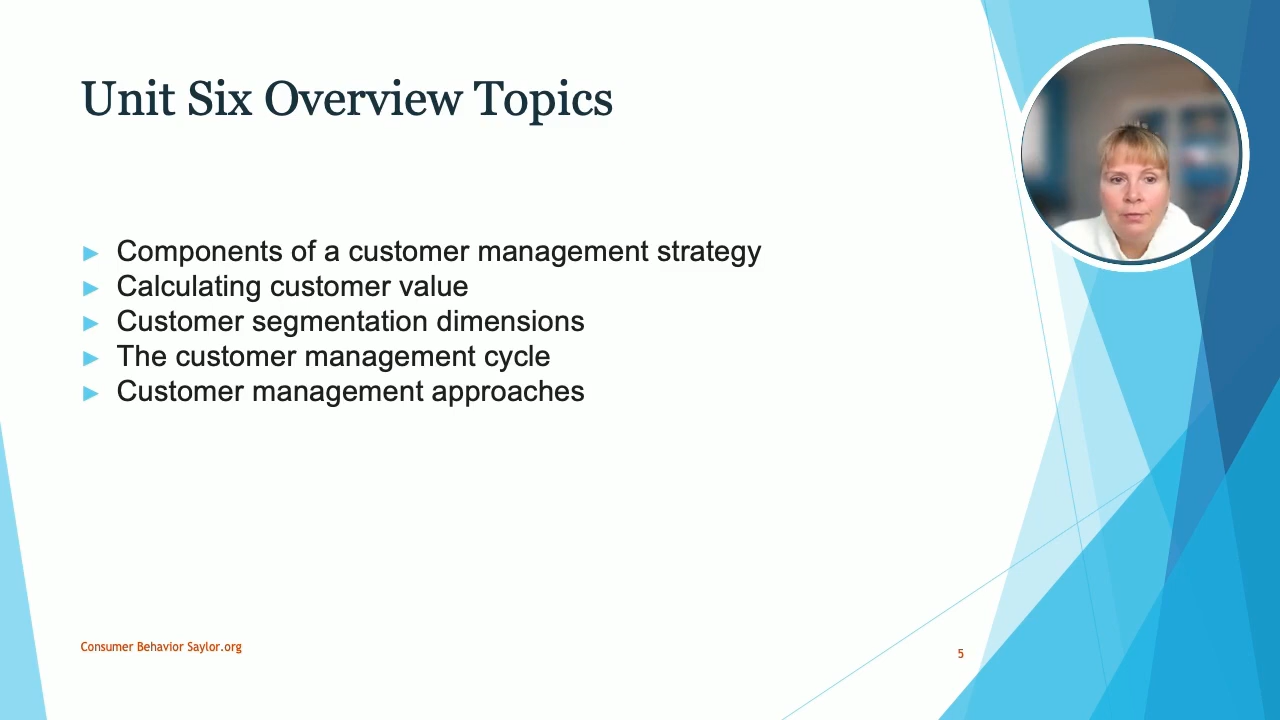 Unit Six Overview Topics
Components of a customer management strategy
Calculating customer value
Customer segmentation dimensions
The customer management cycle
Customer management approaches
Consumer Behavior Saylor.org
5